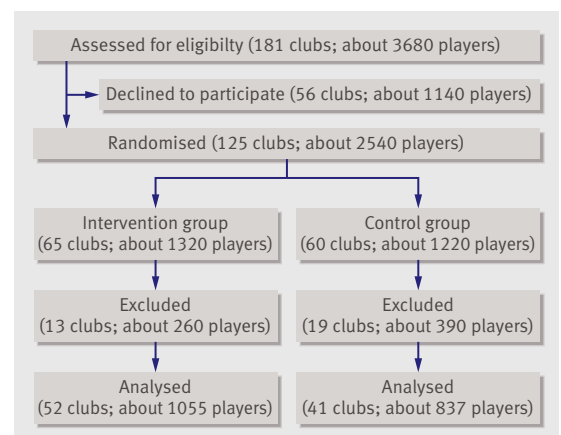 Assessed for eligibilty (181 clubs; about 3680 players)
Declined to participate (56 clubs; about 1140 players)
Randomised (125 clubs; about 2540 players)
Intervention group
(65 clubs; about 1320 players)
Control group
(60 clubs; about 1220 players)
Excluded
(13 clubs; about 260 players)
Excluded
(19 clubs; about 390 players)
Analysed
(52 clubs; about 1055 players)
Analysed
(41 clubs; about 837 players)